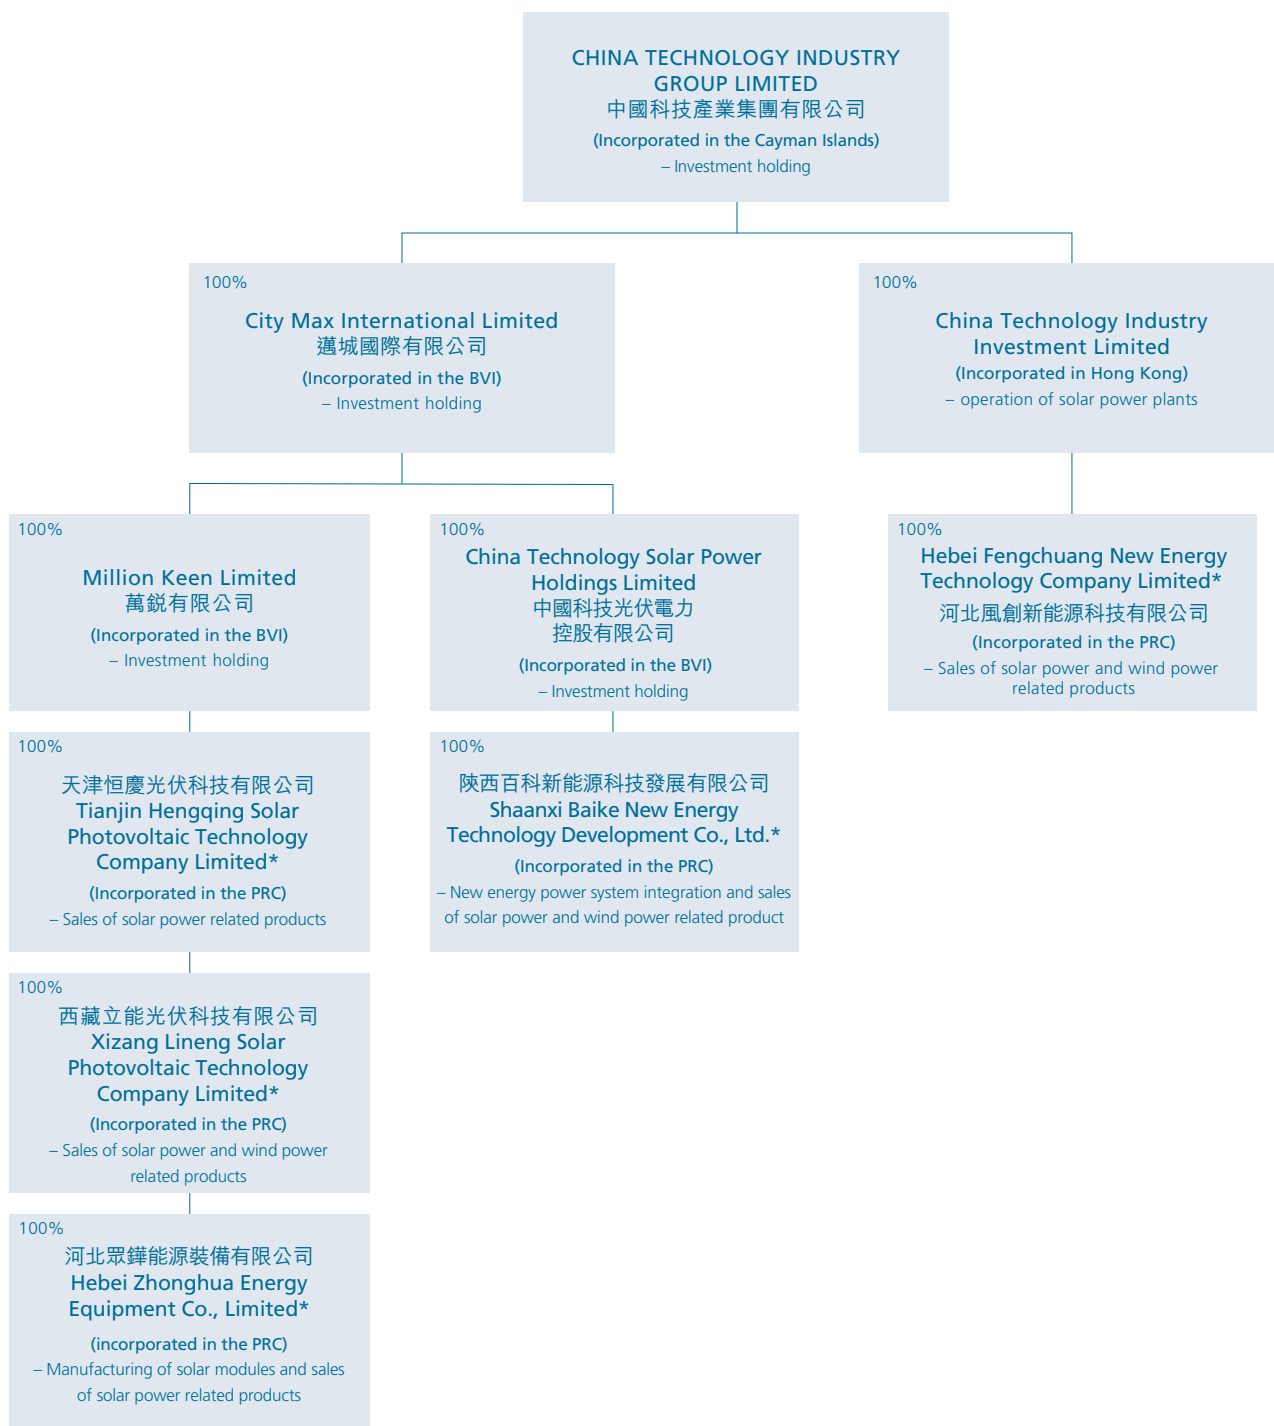 CHINA TECHNOLOGY INDUSTRY
GROUP LIMITED
中國科技產業集團有限公司
(Incorporated in the Cayman Islands)
– Investment holding
100%
City Max International Limited
邁城國際有限公司
(Incorporated in the BVI)
– Investment holding
100%
China Technology Industry
Investment Limited
(Incorporated in Hong Kong)
– operation of solar power plants
100%
Million Keen Limited
萬鋭有限公司
(Incorporated in the BVI)
– Investment holding
100%
China Technology Solar Power
Holdings Limited
中國科技光伏電力
控股有限公司
(Incorporated in the BVI)
– Investment holding
100%
Hebei Fengchuang New Energy
Technology Company Limited*
河北風創新能源科技有限公司
(Incorporated in the PRC)
– Sales of solar power and wind power
related products
100%
天津恒慶光伏科技有限公司
Tianjin Hengqing Solar
Photovoltaic Technology
Company Limited*
(Incorporated in the PRC)
– Sales of solar power related products
100%
陝西百科新能源科技發展有限公司
Shaanxi Baike New Energy
Technology Development Co., Ltd.*
(Incorporated in the PRC)
– New energy power system integration and sales
of solar power and wind power related product
100%
西藏立能光伏科技有限公司
Xizang Lineng Solar
Photovoltaic Technology
Company Limited*
(Incorporated in the PRC)
– Sales of solar power and wind power
related products
100%
河北眾鏵能源裝備有限公司
Hebei Zhonghua Energy
Equipment Co., Limited*
(incorporated in the PRC)
– Manufacturing of solar modules and sales
of solar power related products